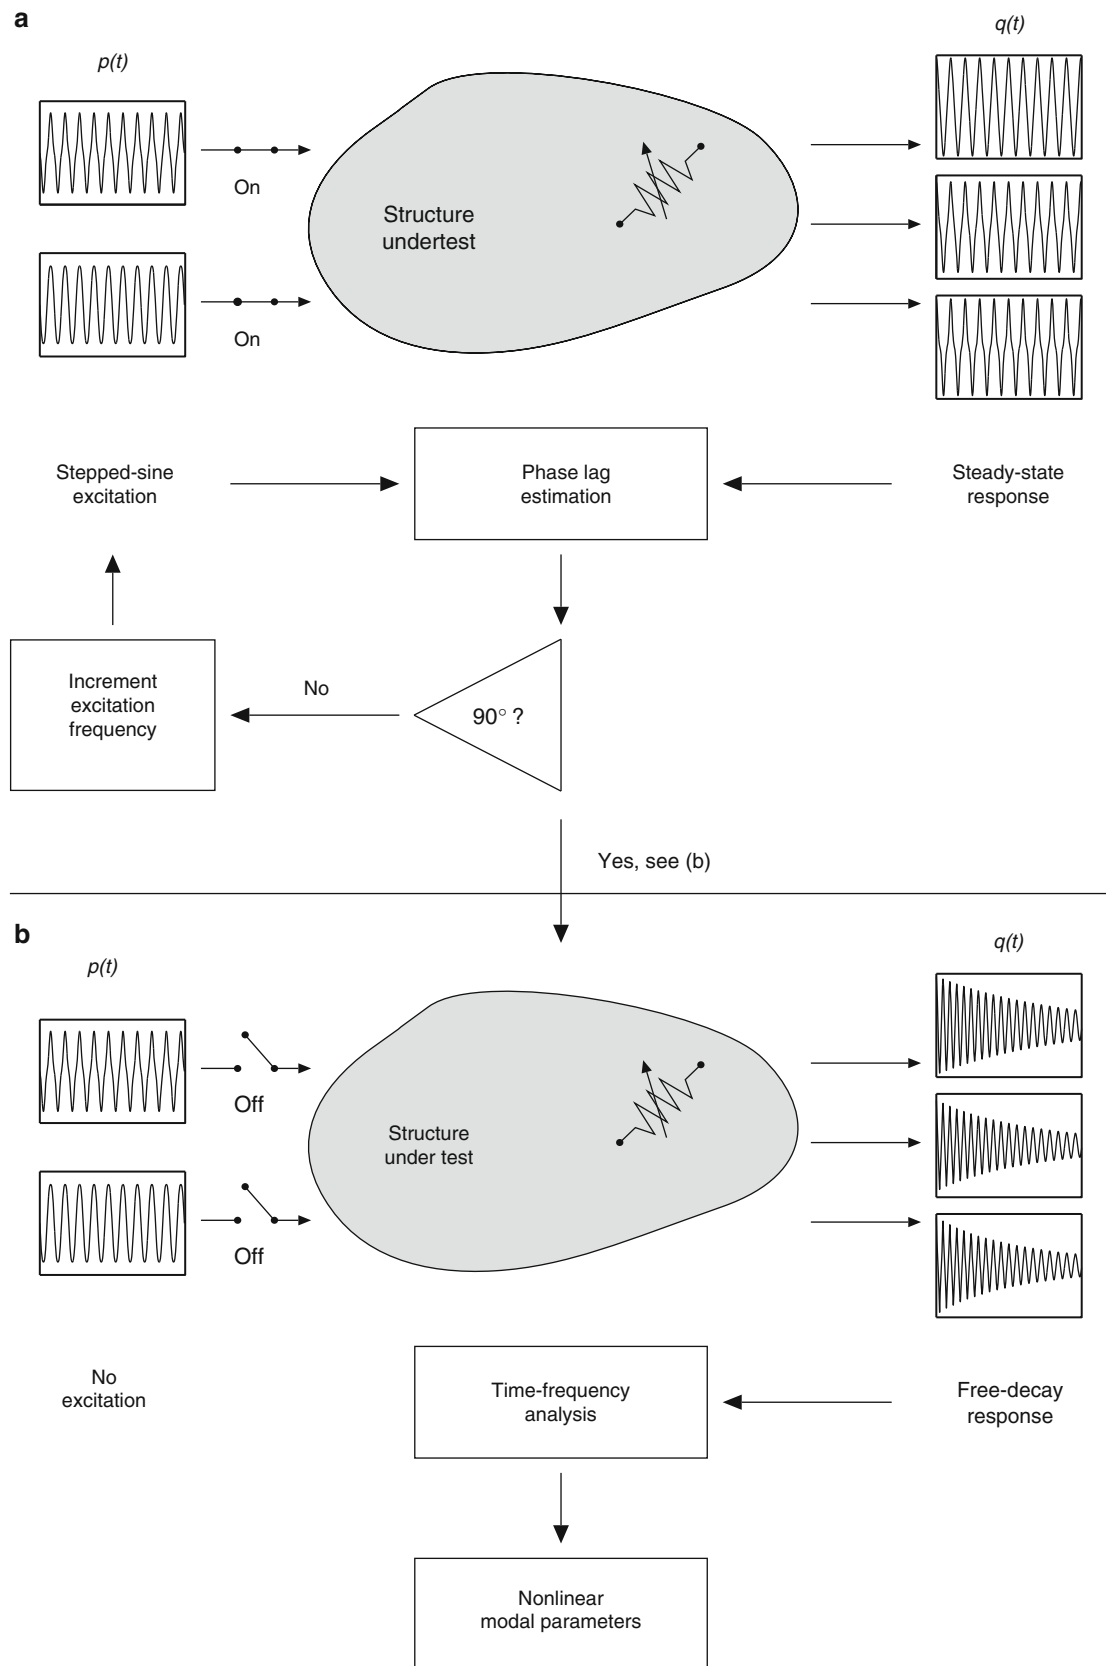 a
p(t)
q(t)
On
Structure
undertest
On
Stepped-sine
excitation
Phase lag
estimation
Steady-state
response
Increment
excitation
frequency
No
90° ?
Yes, see (b)
b
p(t)
q(t)
Off
Structure
under test
Off
No
excitation
Time-frequency
analysis
Free-decay
response
Nonlinear
modal parameters